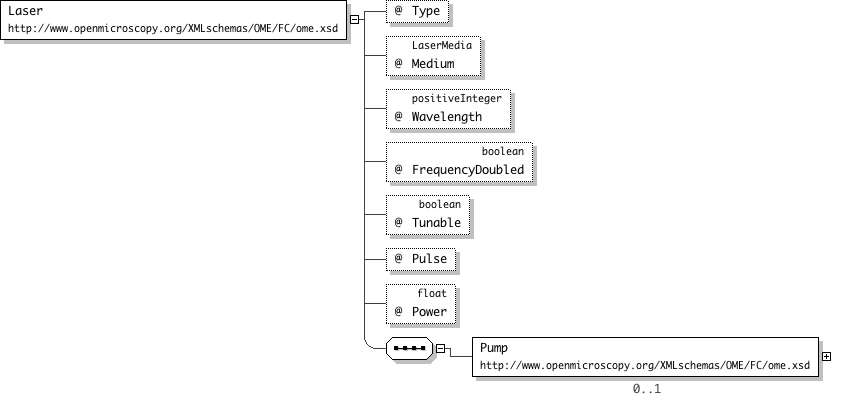 Laser
http://www.openmicroscopy.org/XMLschemas/OME/FC/ome.xsd
@ Type
LaserMedia
@ Medium
positiveInteger
@ Wavelength
boolean
@ FrequencyDoubled
boolean
@ Tunable
@ Pulse
float
@ Power
Pump
http://www.openmicroscopy.org/XMLschemas/OME/FC/ome.xsd
0..1